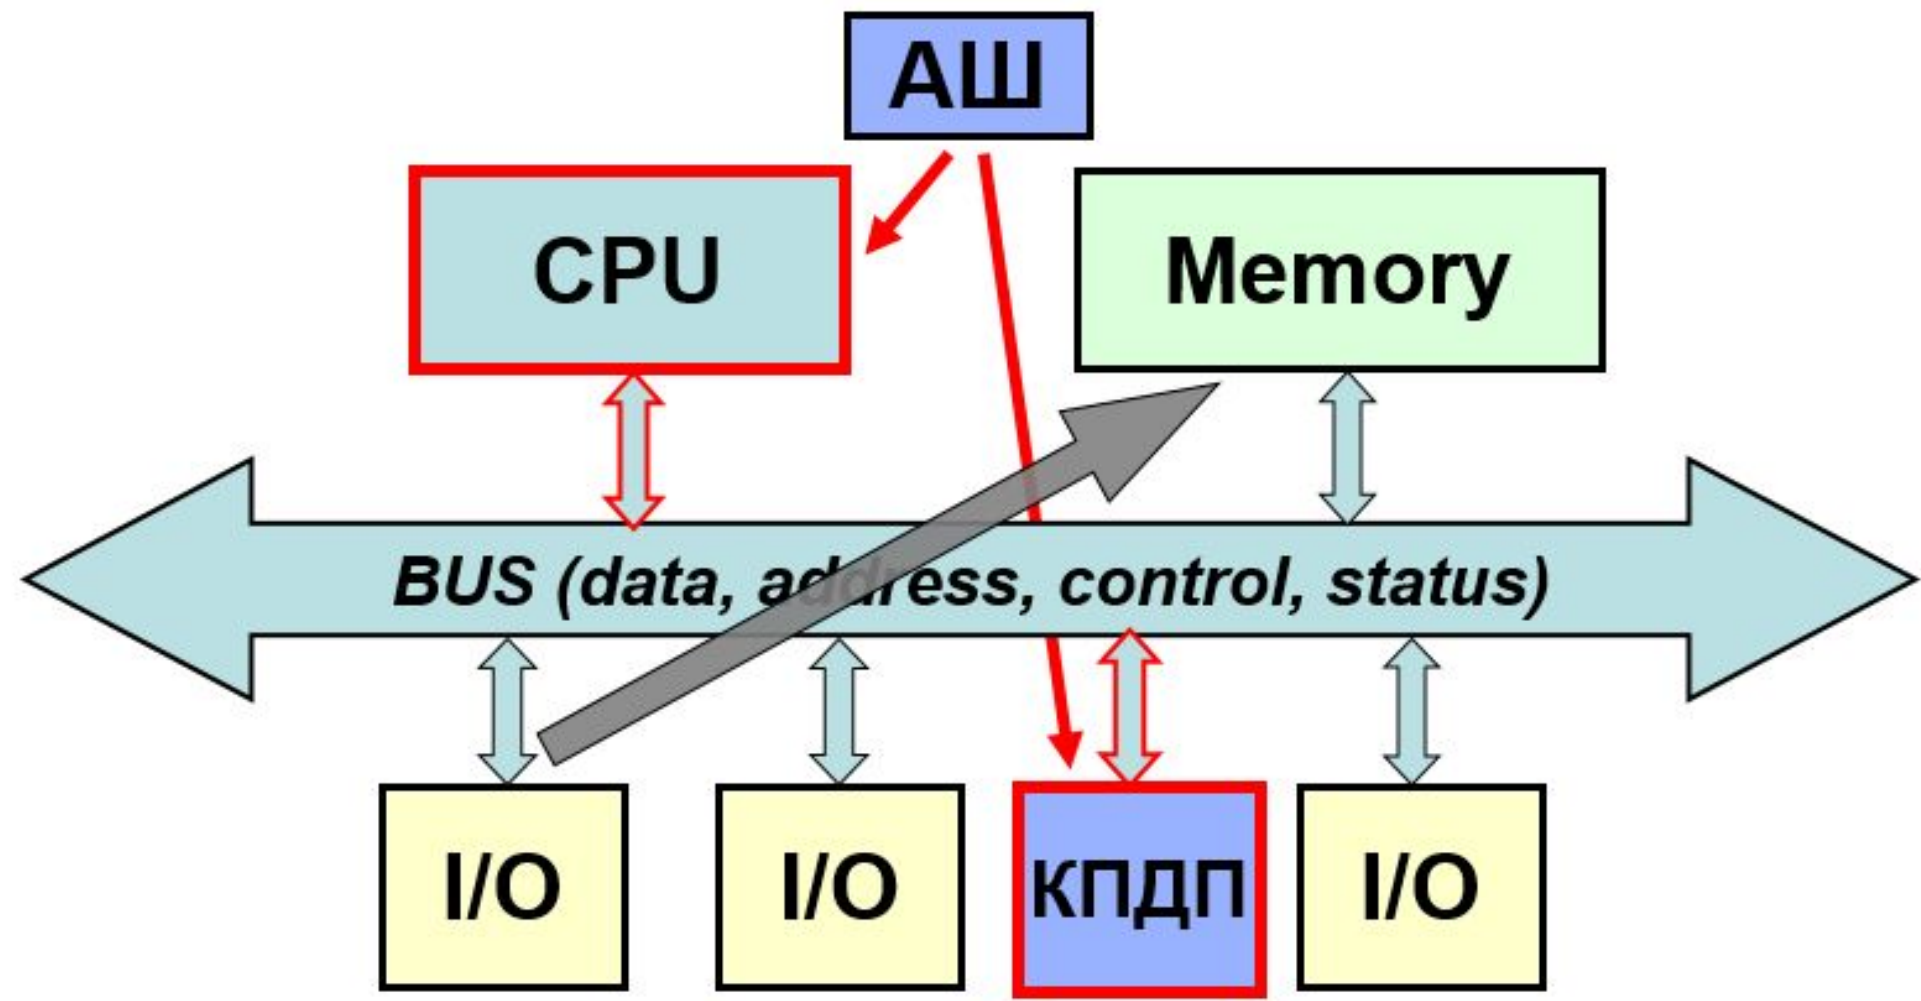 АШ
CPU
Memory
BUS (data, address, control, status)
I/O
I/O
КПДП
I/O